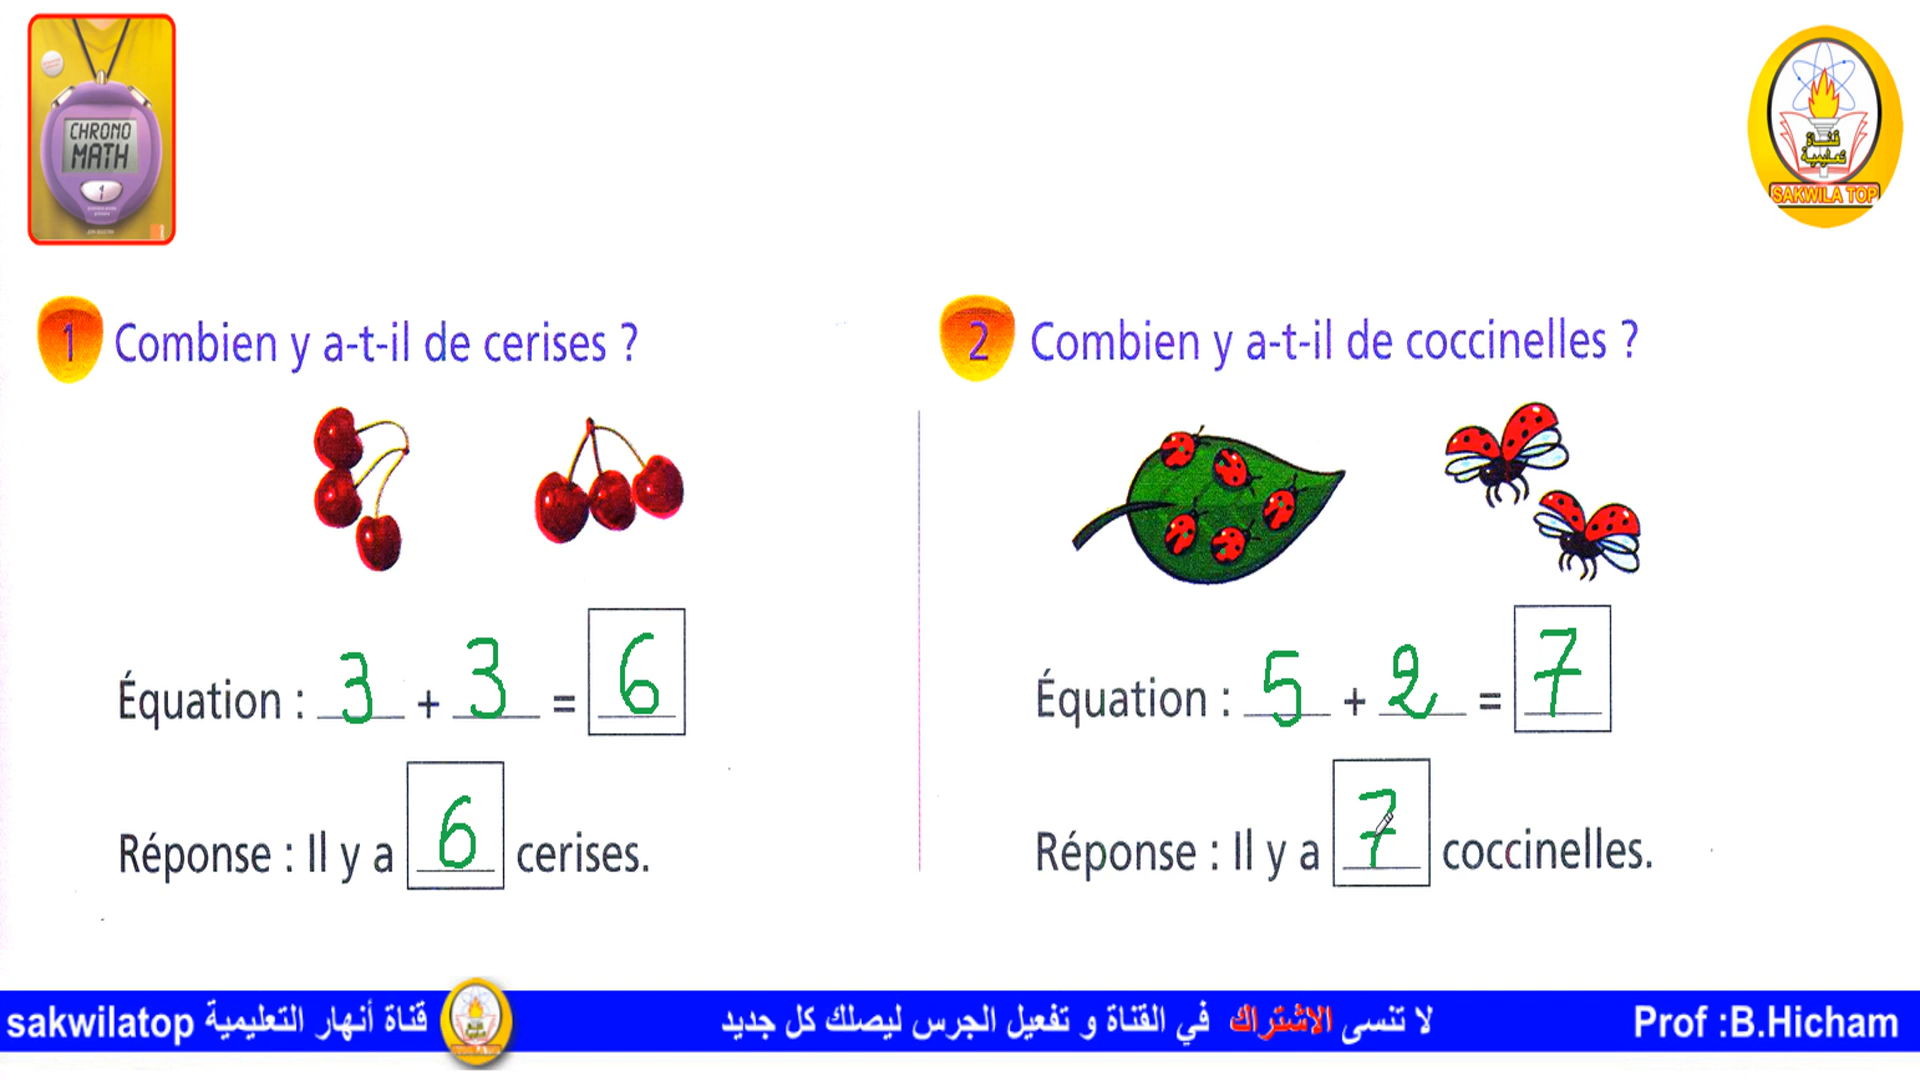 CHRONO
MATH
1
قناة
تعليمية
SAKWILA TOP
1 Combien y a-t-il de cerises ?
Équation : 3 + 3 = 6
Réponse : Il y a 6 cerises.
2 Combien y a-t-il de coccinelles ?
Équation : 5 + 2 = 7
Réponse : Il y a 7 coccinelles.
sakwilatop قناة أنهار التعليمية
لا تنسى الاشتراك في القناة و تفعيل الجرس ليصلك كل جديد
Prof :B.Hicham